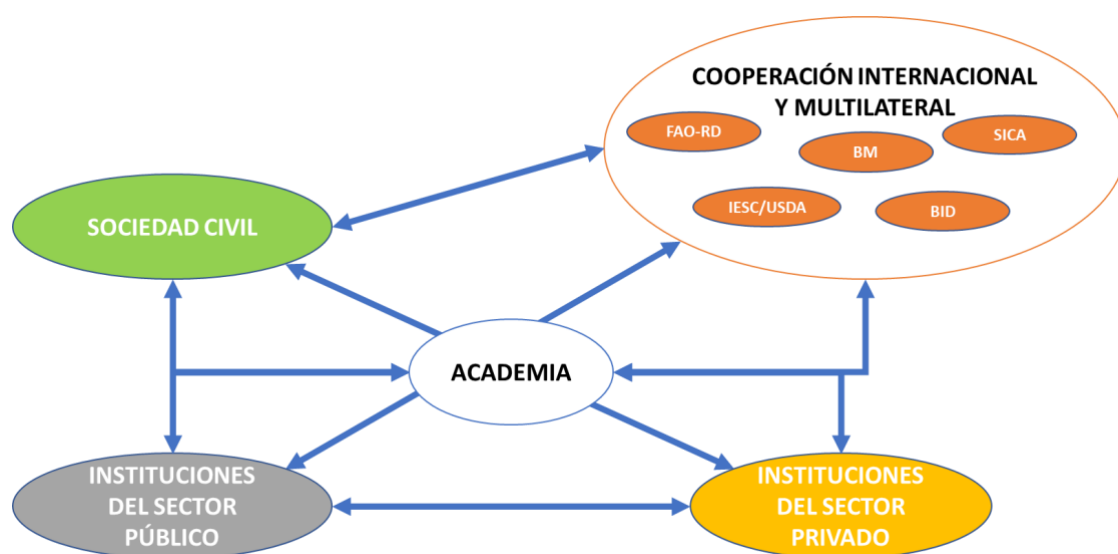 COOPERACIÓN INTERNACIONAL
Y MULTILATERAL
FAO-RD
BM
SICA
IESC/USDA
BID
SOCIEDAD CIVIL
ACADEMIA
INSTITUCIONES
DEL SECTOR
PÚBLICO
INSTITUCIONES
DEL SECTOR
PRIVADO